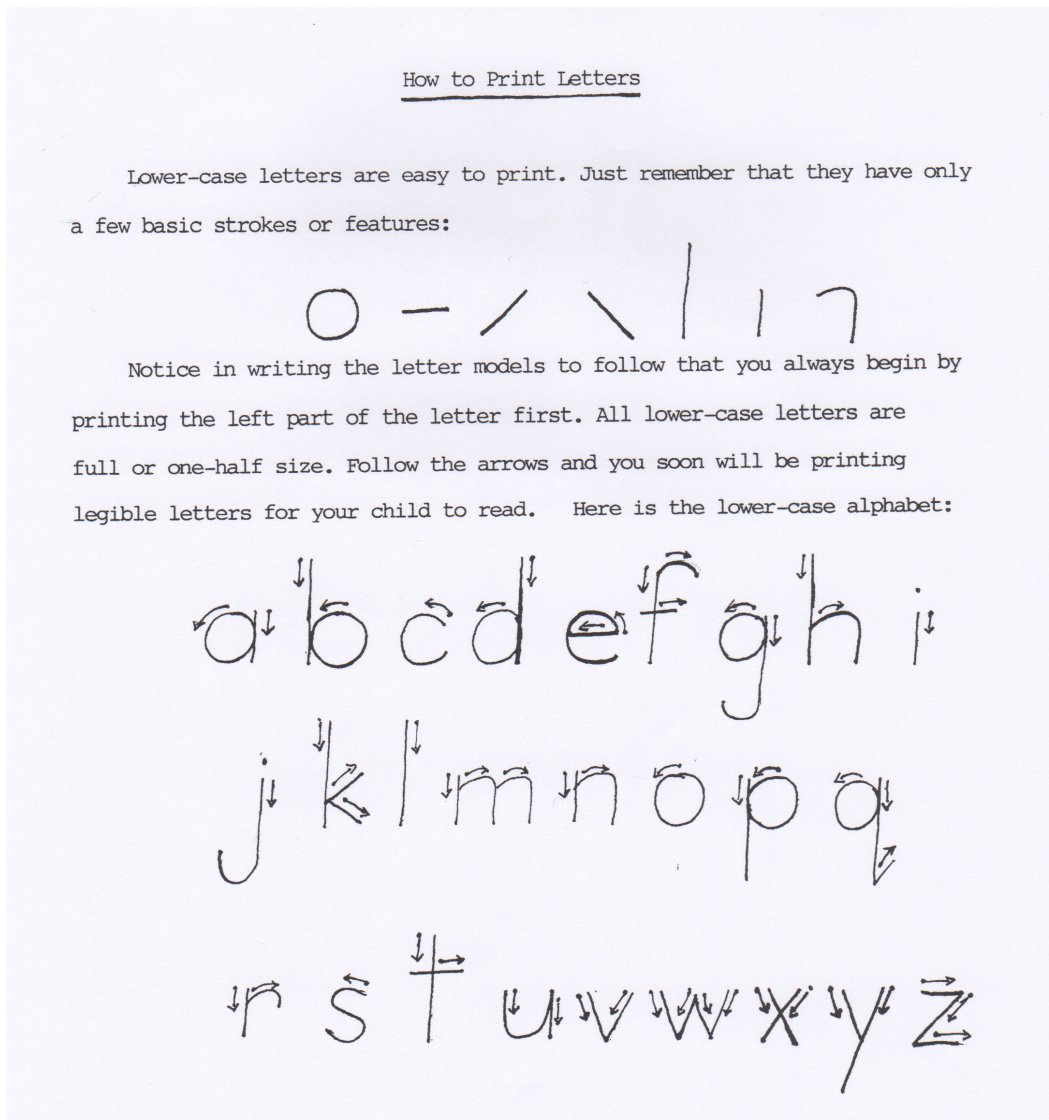 How to Print Letters
Lower-case letters are easy to print. Just remember that they have only
a few basic strokes or features:
Notice in writing the letter models to follow that you always begin by
printing the left part of the letter first. All lower-case letters are
full or one-half size. Follow the arrows and you soon will be printing
legible letters for your child to read. Here is the lower-case alphabet:
a b c d e f g h i
j k l m n o p q
r s t u v w x y z